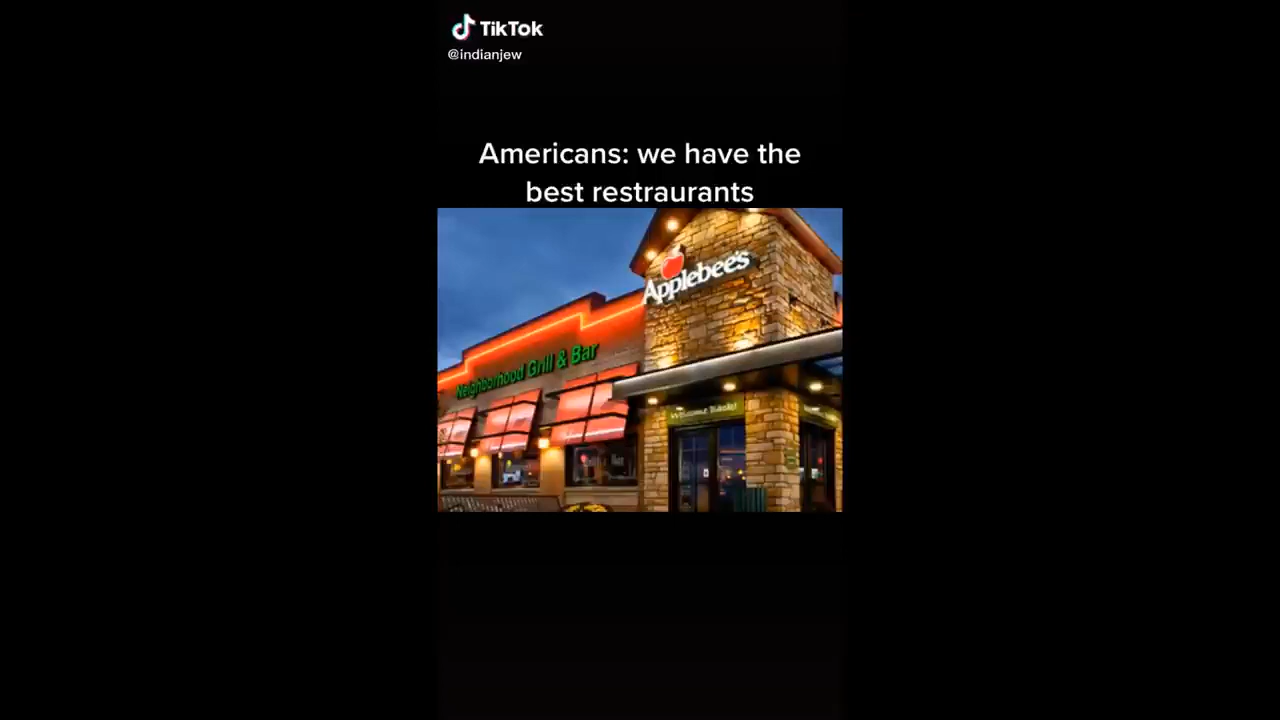 TikTok
@indianjew
Americans: we have the
best restraurants
Applebee's
Neighborhood Grill & Bar